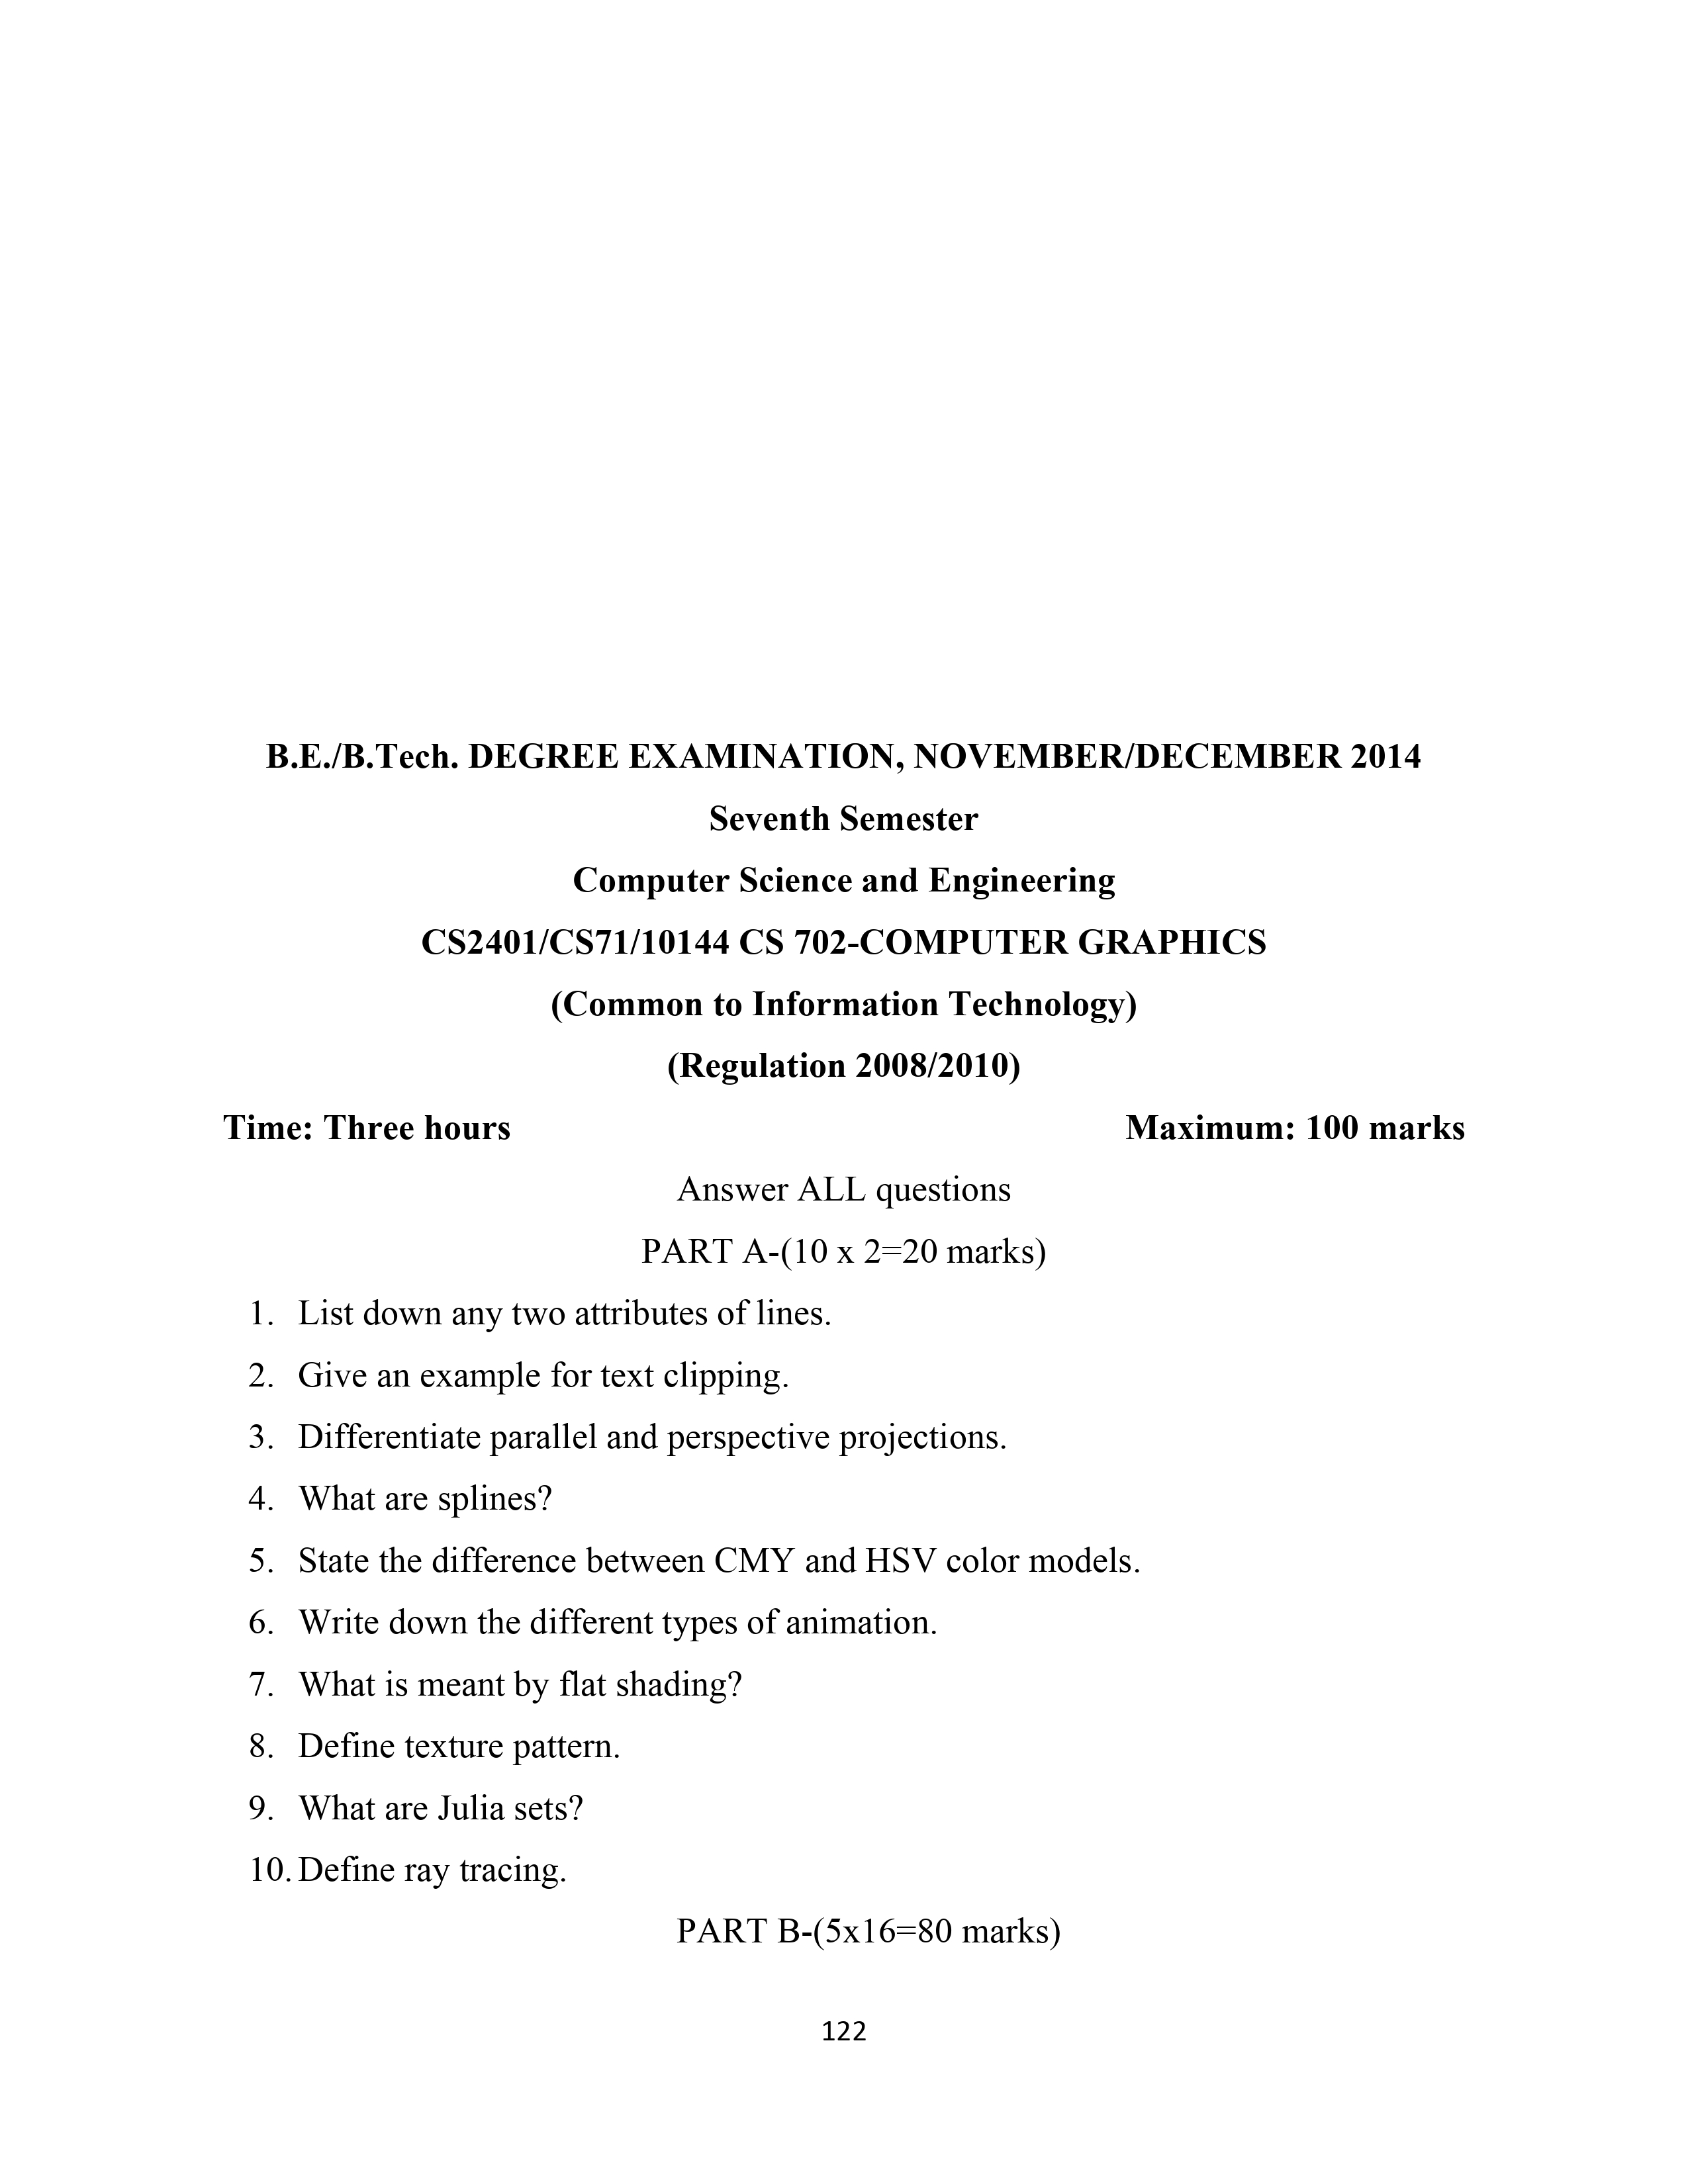 B.E./B.Tech. DEGREE EXAMINATION, NOVEMBER/DECEMBER 2014
Seventh Semester
Computer Science and Engineering
CS2401/CS71/10144 CS 702-COMPUTER GRAPHICS
(Common to Information Technology)
(Regulation 2008/2010)
Time: Three hours Maximum: 100 marks
Answer ALL questions
PART A-(10 x 2=20 marks)
1. List down any two attributes of lines.
2. Give an example for text clipping.
3. Differentiate parallel and perspective projections.
4. What are splines?
5. State the difference between CMY and HSV color models.
6. Write down the different types of animation.
7. What is meant by flat shading?
8. Define texture pattern.
9. What are Julia sets?
10. Define ray tracing.
PART B-(5x16=80 marks)
122